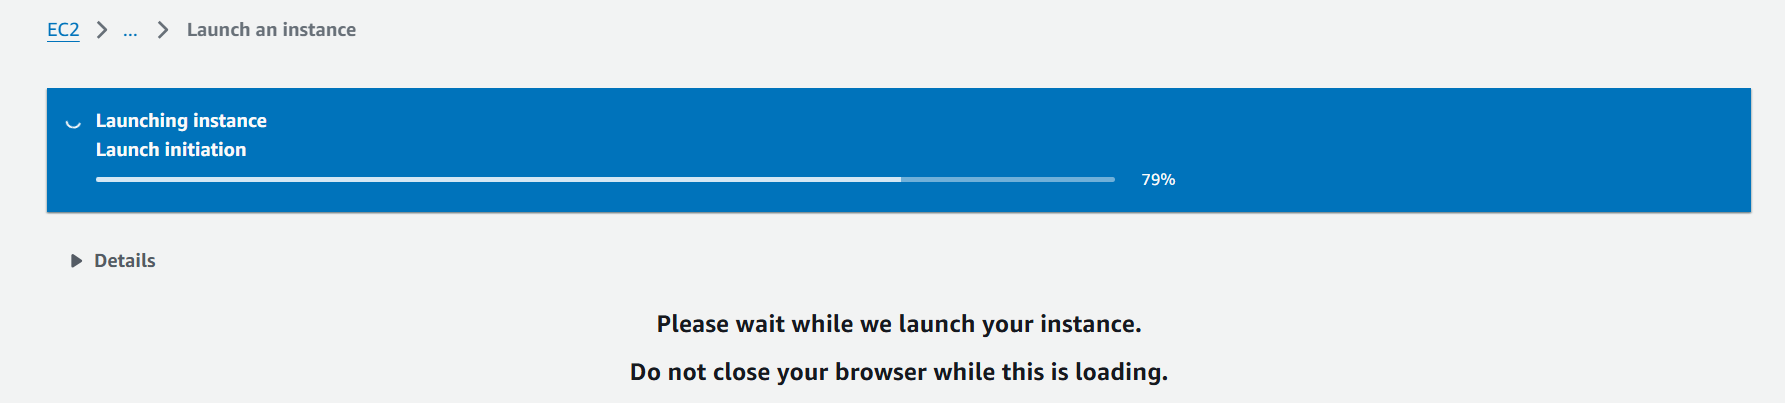 EC2 > ... > Launch an instance
Launching instance
Launch initiation
79%
Details
Please wait while we launch your instance.
Do not close your browser while this is loading.